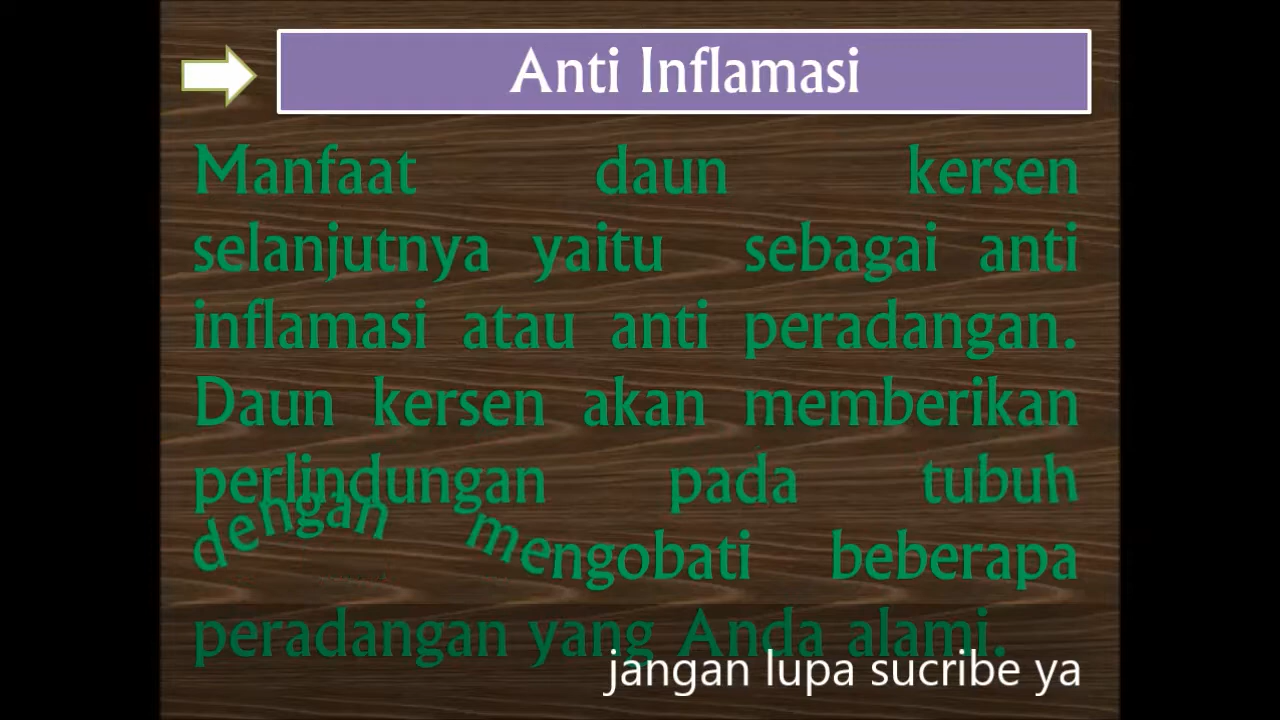 Anti Inflamasi
Manfaat daun kersen
selanjutnya yaitu sebagai anti
inflamasi atau anti peradangan.
Daun kersen akan memberikan
perlindungan pada tubuh
dengan mengobati beberapa
peradangan yang Anda alami.
jangan lupa sucribe ya